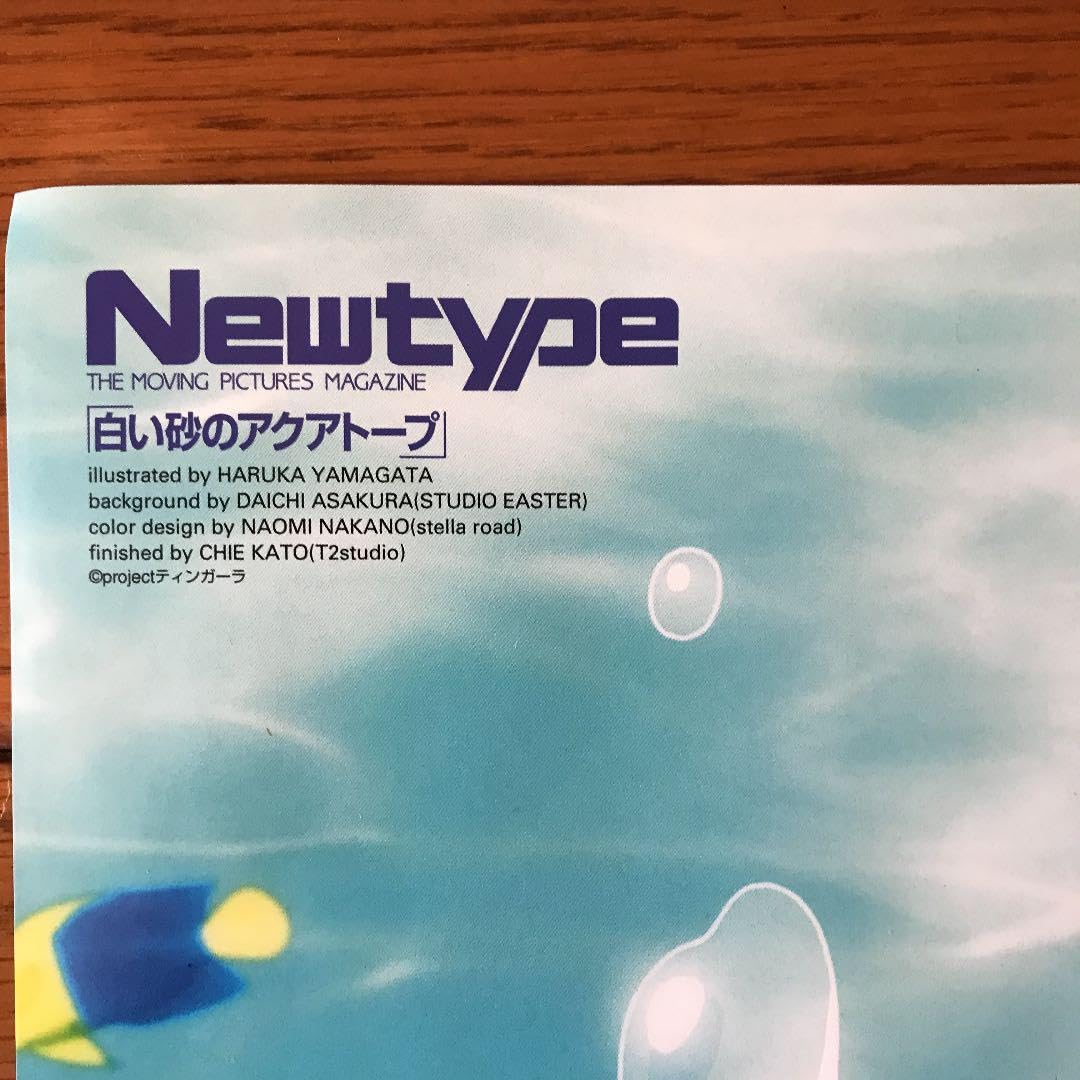 Newtype
THE MOVING PICTURES MAGAZINE
「白い砂のアクアトープ」
illustrated by HARUKA YAMAGATA
background by DAICHI ASAKURA(STUDIO EASTER)
color design by NAOMI NAKANO(stella road)
finished by CHIE KATO(T2studio)
©projectティンガーラ